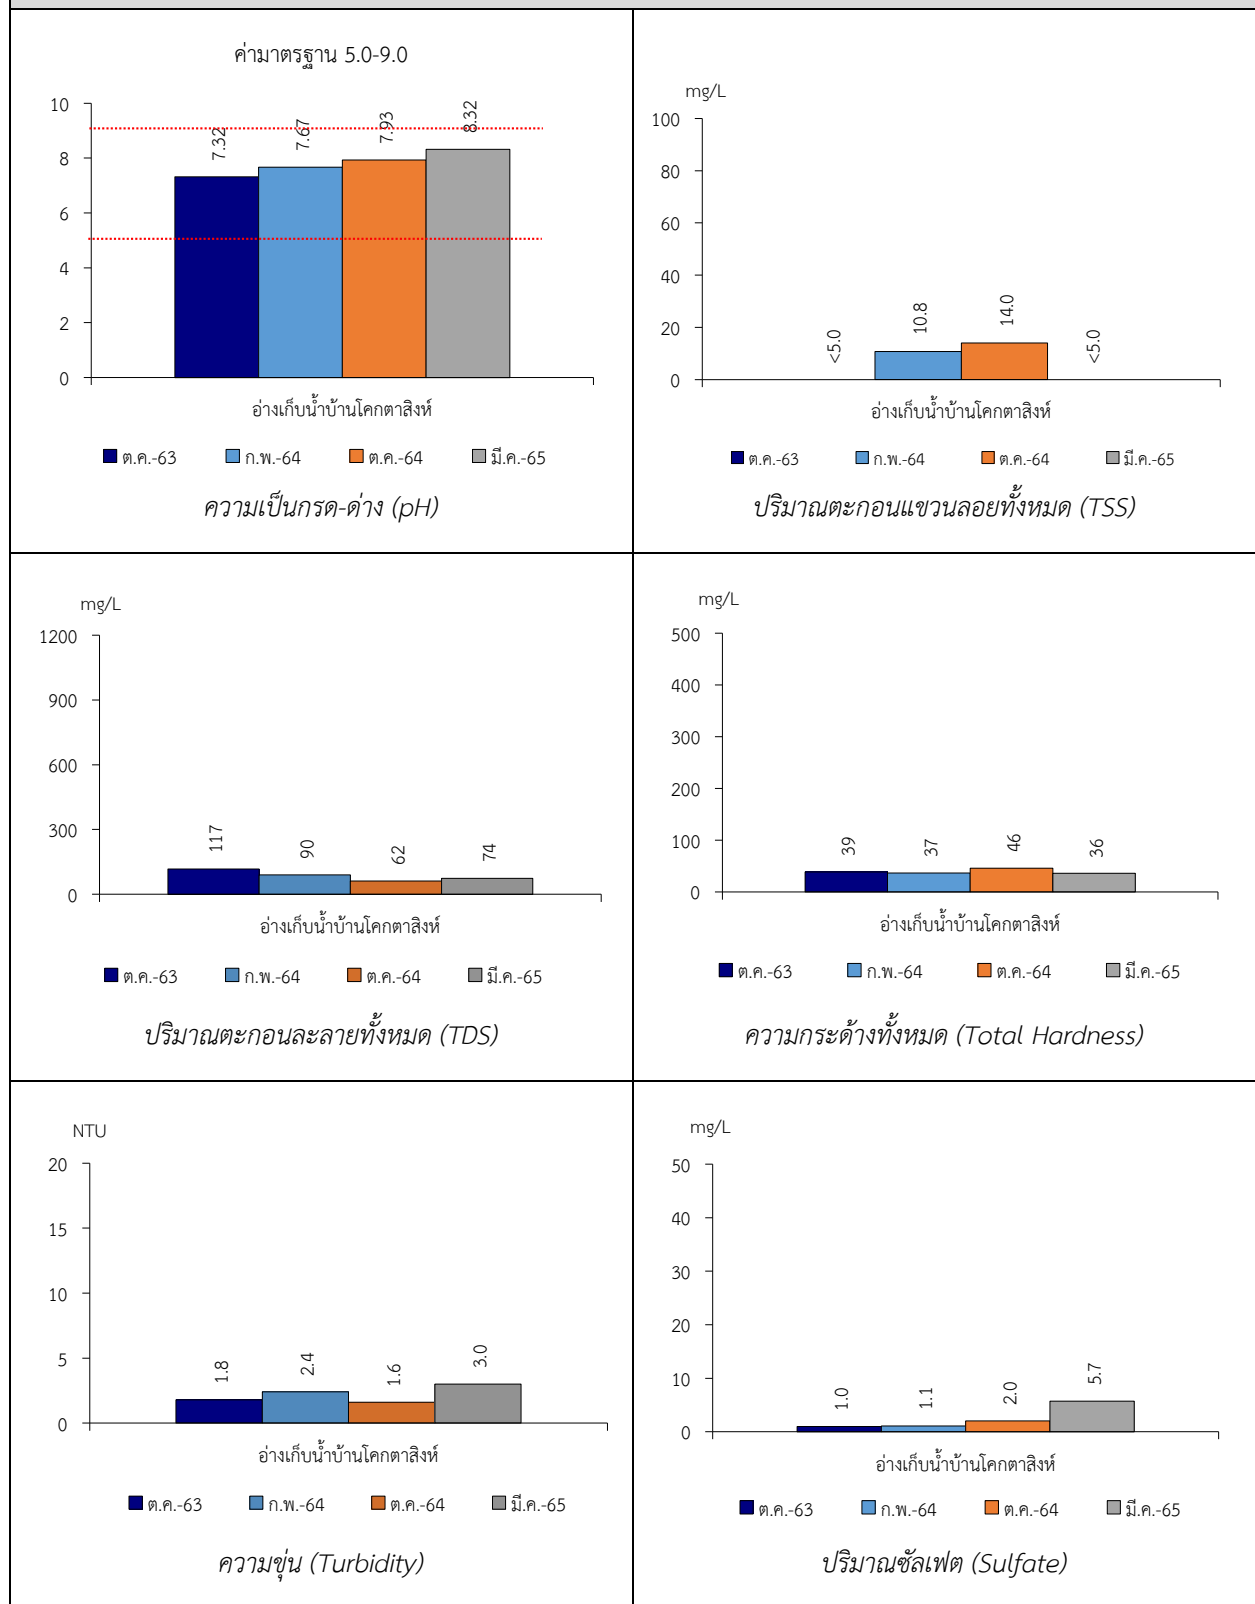 ค่ามาตรฐาน 5.0-9.0
10
8
6
4
2
0
7.32
7.67
7.93
8.32
อ่างเก็บน้ำบ้านโคกตาสิงห์
ต.ค.-63 ก.พ.-64 ต.ค.-64 มี.ค.-65
ความเป็นกรด-ด่าง (pH)
mg/L
100
80
60
40
20
0
<5.0
10.8
14.0
<5.0
อ่างเก็บน้ำบ้านโคกตาสิงห์
ต.ค.-63 ก.พ.-64 ต.ค.-64 มี.ค.-65
ปริมาณตะกอนแขวนลอยทั้งหมด (TSS)
mg/L
1200
900
600
300
0
117
90
62
74
อ่างเก็บน้ำบ้านโคกตาสิงห์
ต.ค.-63 ก.พ.-64 ต.ค.-64 มี.ค.-65
ปริมาณตะกอนละลายทั้งหมด (TDS)
mg/L
500
400
300
200
100
0
39
37
46
36
อ่างเก็บน้ำบ้านโคกตาสิงห์
ต.ค.-63 ก.พ.-64 ต.ค.-64 มี.ค.-65
ความกระด้างทั้งหมด (Total Hardness)
NTU
20
15
10
5
0
1.8
2.4
1.6
3.0
อ่างเก็บน้ำบ้านโคกตาสิงห์
ต.ค.-63 ก.พ.-64 ต.ค.-64 มี.ค.-65
ความขุ่น (Turbidity)
mg/L
50
40
30
20
10
0
1.0
1.1
2.0
5.7
อ่างเก็บน้ำบ้านโคกตาสิงห์
ต.ค.-63 ก.พ.-64 ต.ค.-64 มี.ค.-65
ปริมาณซัลเฟต (Sulfate)